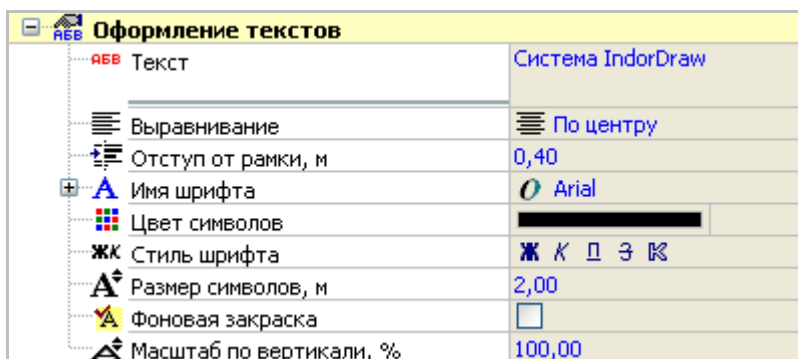 АБВ Оформление текстов
АБВ Текст Система IndorDraw
Выравнивание По центру
Отступ от рамки, м 0,40
А Имя шрифта O Arial
Цвет символов
ЖК Стиль шрифта Ж К П З К
А Размер символов, м 2,00
А Фоновая закраска
А Масштаб по вертикали, % 100,00